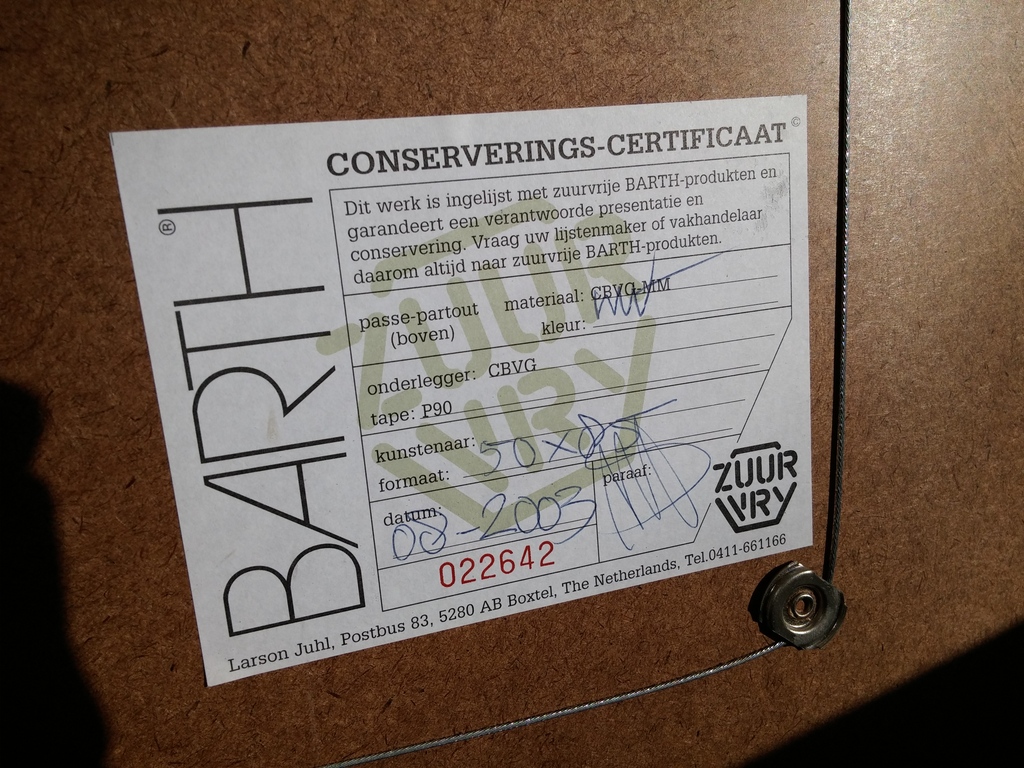 CONSERVERINGS-CERTIFICAAT ©
BARTH ®
Dit werk is ingelijst met zuurvrije BARTH-produkten en
garandeert een verantwoorde presentatie en
conservering. Vraag uw lijstenmaker of vakhandelaar
daarom altijd naar zuurvrije BARTH-produkten.
ZUUR
VRY
passe-partout materiaal: CBVG-MM
(boven) kleur:
onderlegger: CBVG
tape: P90
kunstenaar:
formaat: 50 x
datum: 08-2003
paraaf:
022642
ZUUR
VRY
Larson Juhl, Postbus 83, 5280 AB Boxtel, The Netherlands, Tel.0411-661166